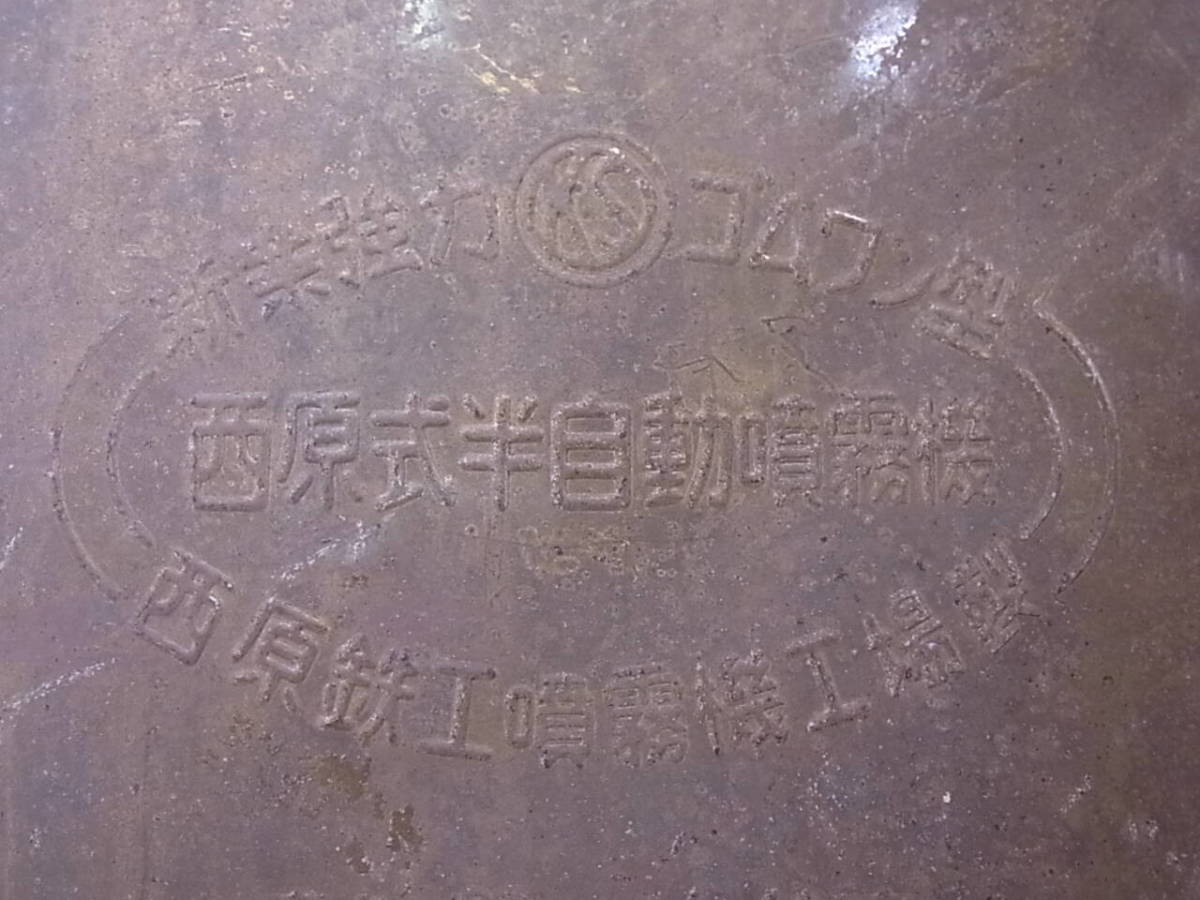 新案強力 ゴムワン型
西原式半自動噴霧機
西原鉄工噴霧機工場製